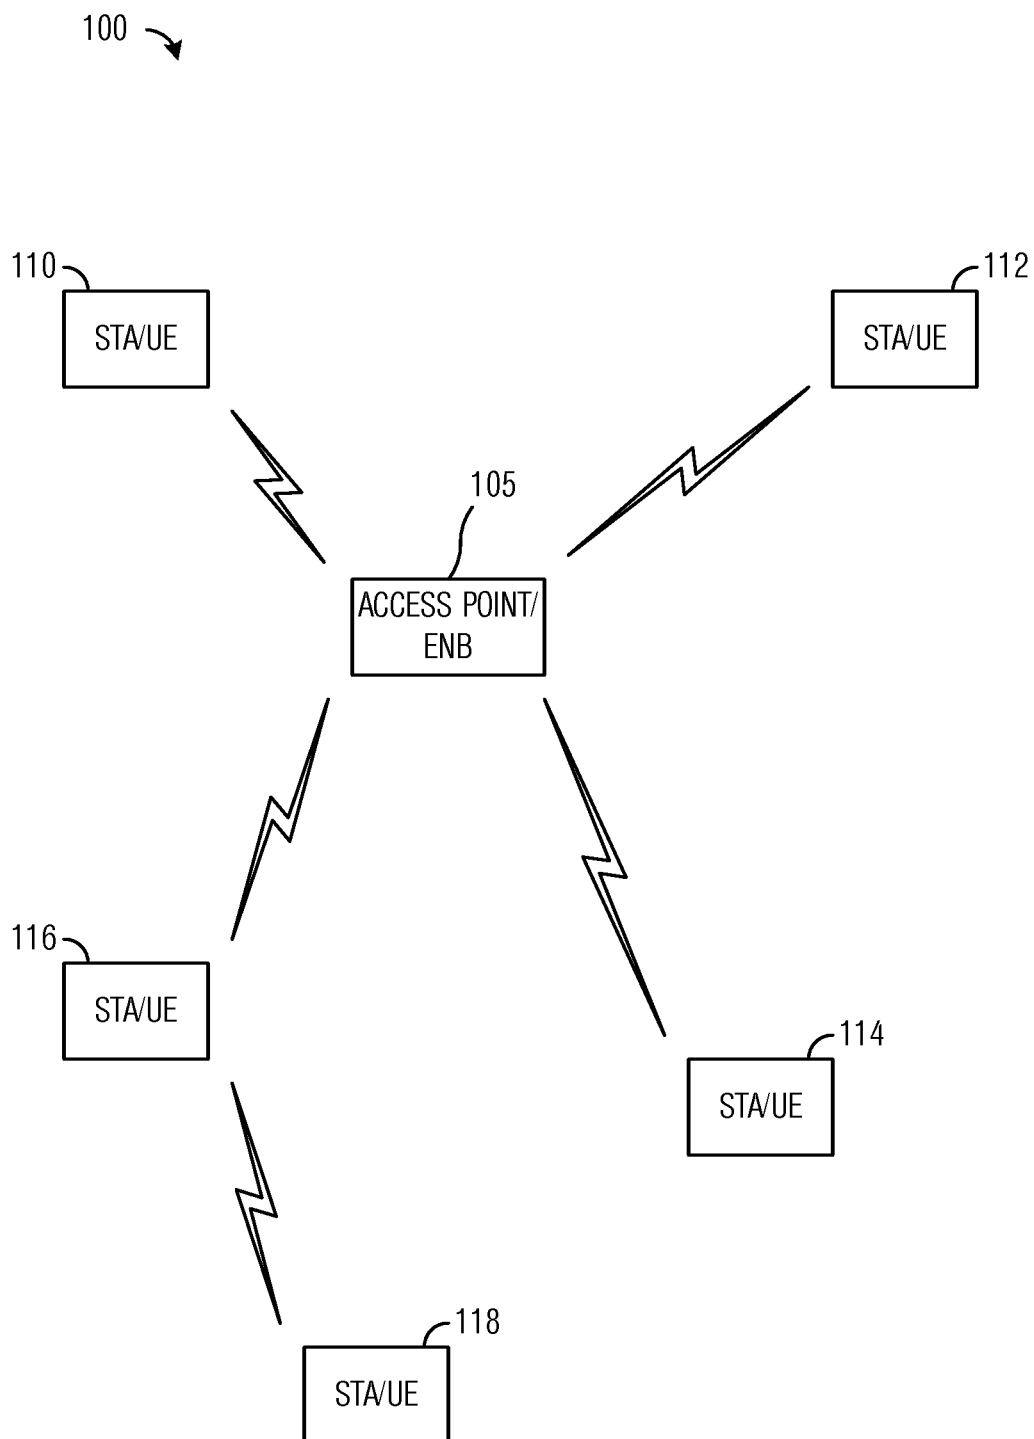 100
110
112
STA/UE
STA/UE
105
ACCESS POINT/
ENB
116
STA/UE
114
STA/UE
118
STA/UE